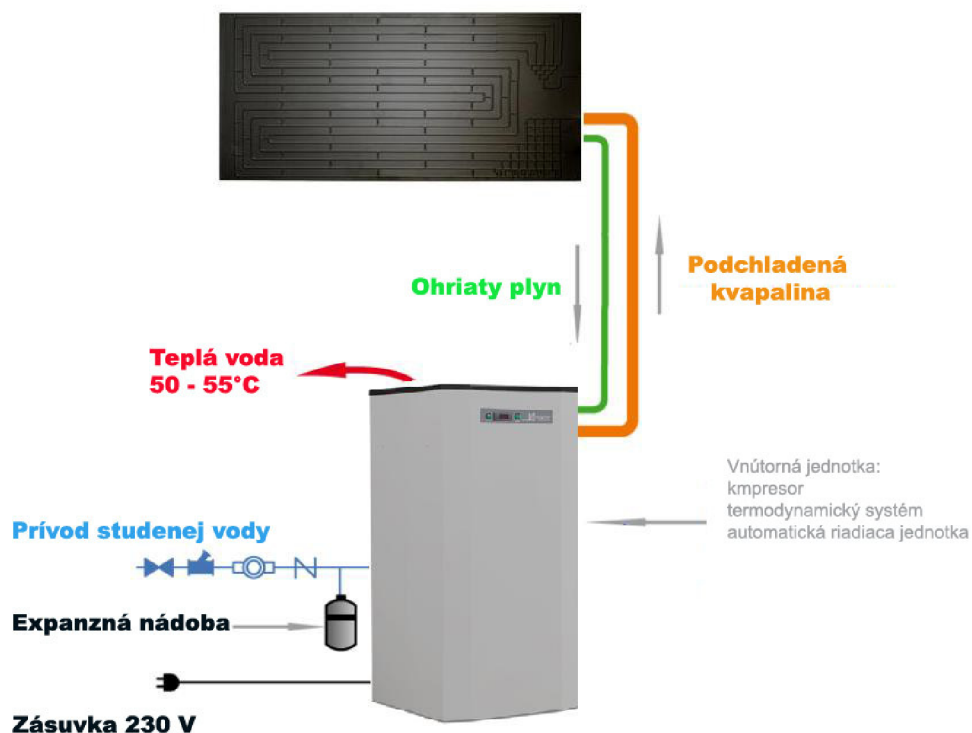 Ohriaty plyn
Podchladená
kvapalina
Teplá voda
50 - 55°C
Vnútorná jednotka:
kmpresor
termodynamický systém
automatická riadiaca jednotka
Prívod studenej vody
Expanzná nádoba
Zásuvka 230 V